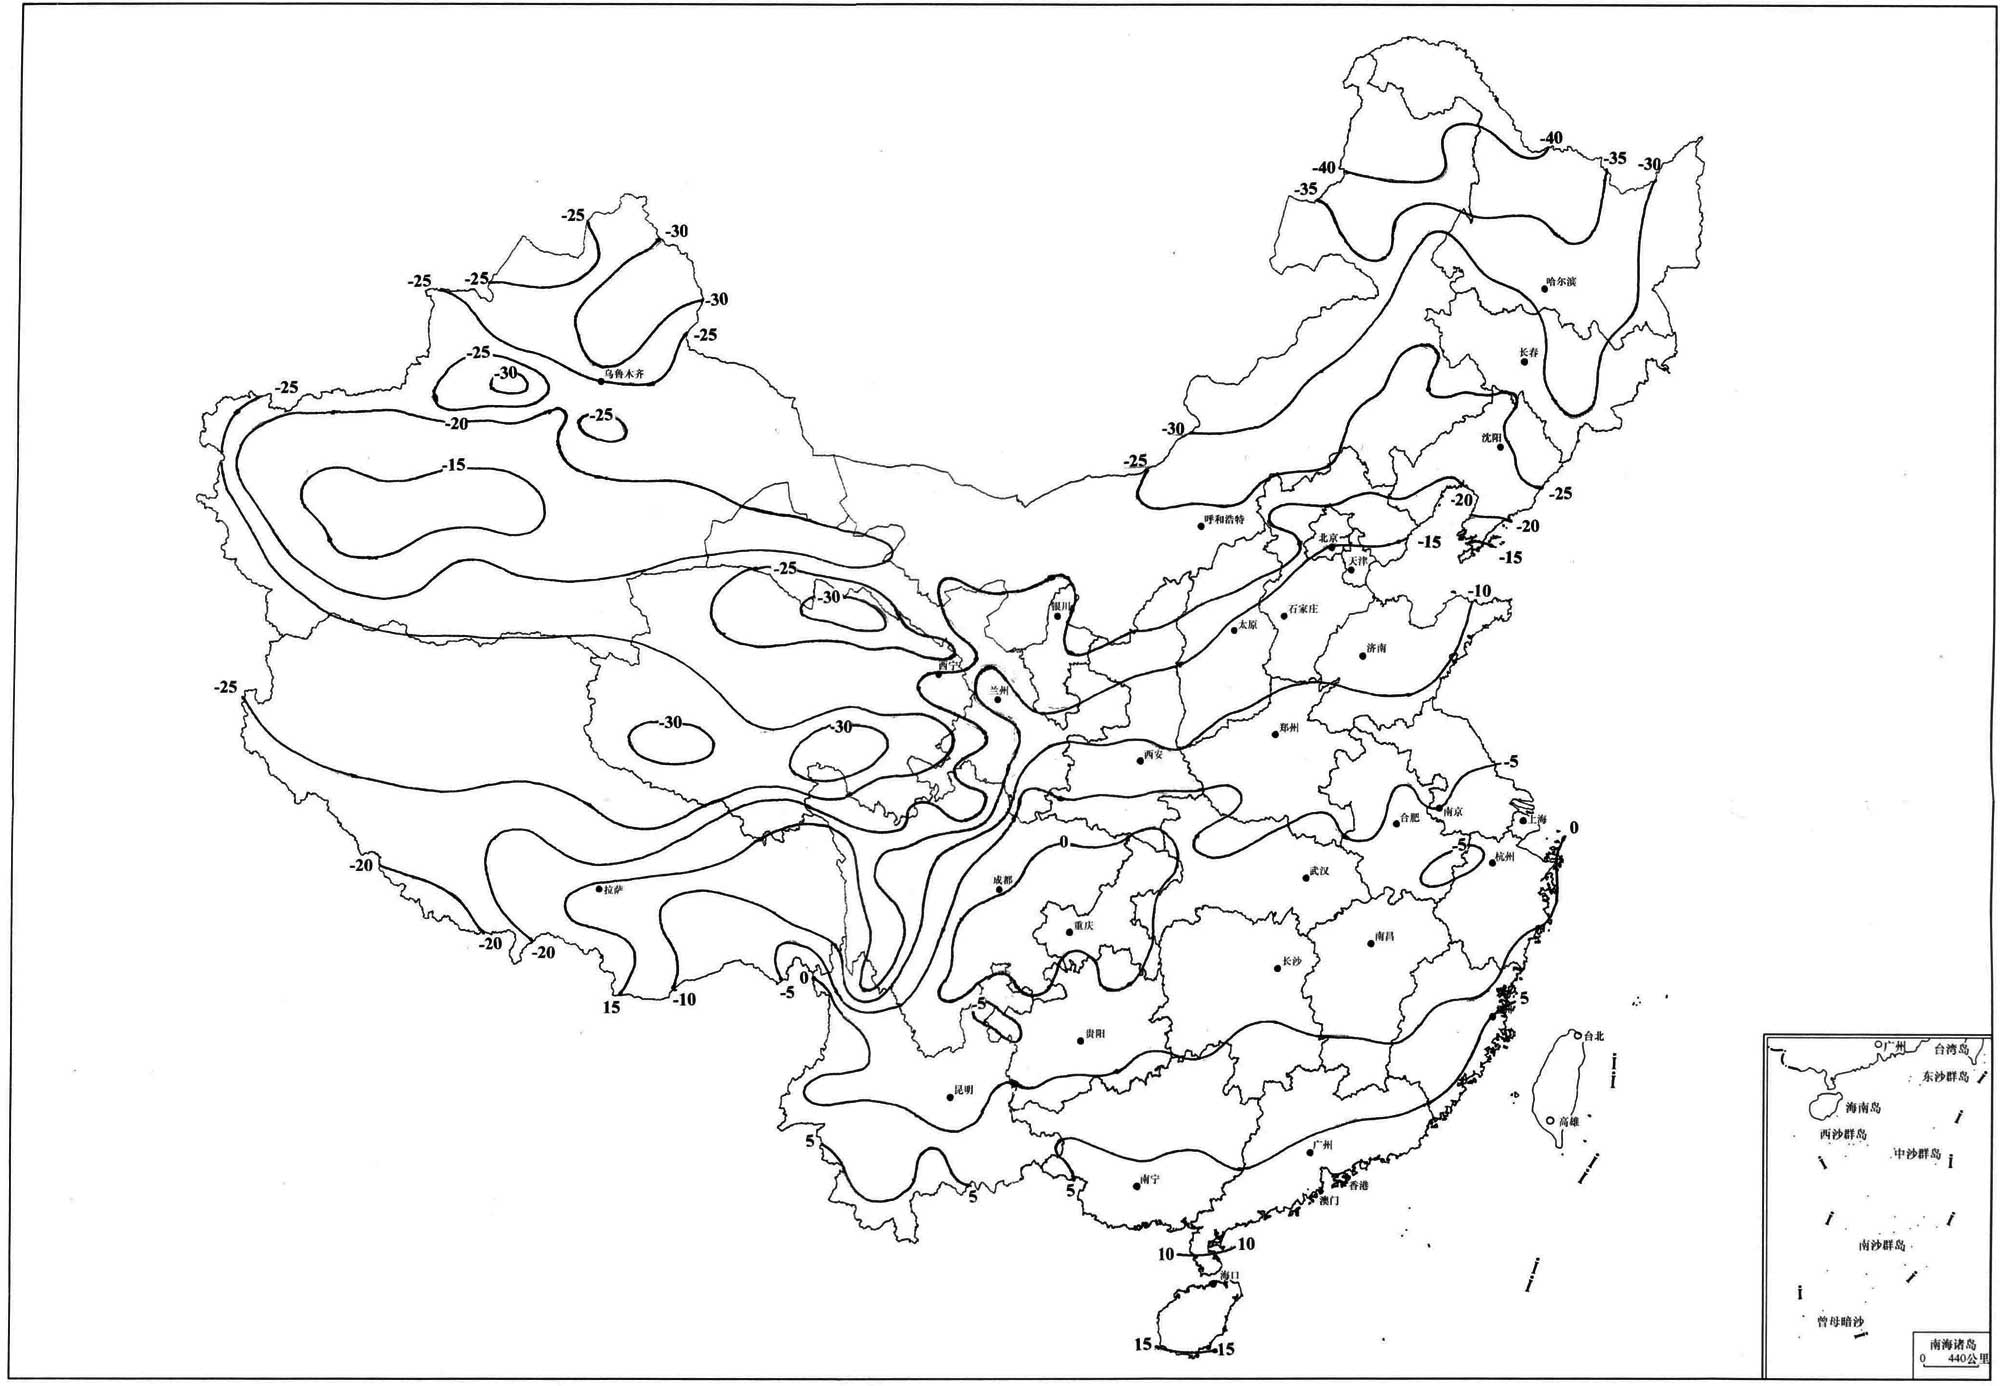 -40
-40
-35
-30
-35
-25
-30
-25
-25
-30
哈尔滨
-25
-25
长春
-30
乌鲁木齐
-25
-20
-25
-30
沈阳
-15
-25
-25
-20
-20
呼和浩特
北京
-15
-15
天津
-25
-10
-30
银川
石家庄
太原
济南
西宁
-25
兰州
-30
-30
郑州
西安
-5
南京
合肥
上海
0
0
-5
杭州
-20
武汉
成都
拉萨
重庆
南昌
-20
-20
长沙
0
-5
-10
15
5
-5
贵阳
台北
昆明
高雄
5
广州
南宁
5
5
香港
澳门
10
10
海口
15
15
广州
台湾岛
东沙群岛
海南岛
西沙群岛
中沙群岛
南沙群岛
曾母暗沙
南海诸岛
0 440公里